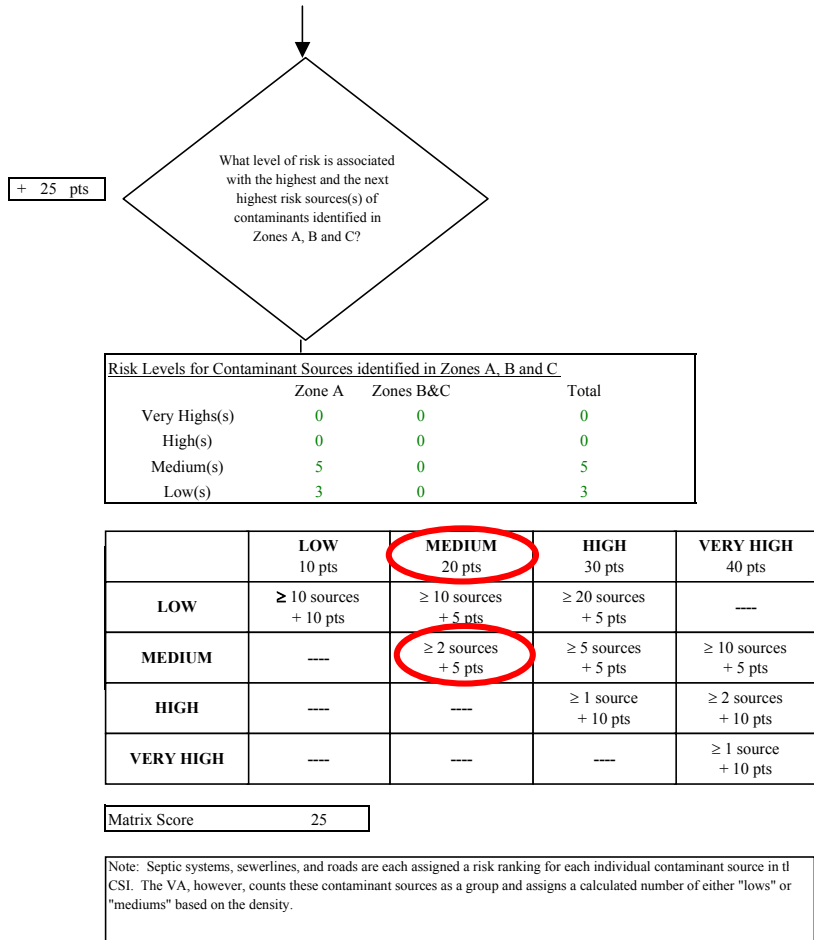 What level of risk is associated
with the highest and the next
highest risk sources(s) of
contaminants identified in
Zones A, B and C?
+ 25 pts
Risk Levels for Contaminant Sources identified in Zones A, B and C
Zone A Zones B&C Total
Very Highs(s) 0 0 0
High(s) 0 0 0
Medium(s) 5 0 5
Low(s) 3 0 3
LOW MEDIUM HIGH VERY HIGH
10 pts 20 pts 30 pts 40 pts
LOW ≥ 10 sources ≥ 10 sources ≥ 20 sources ----
+ 10 pts + 5 pts + 5 pts
MEDIUM ---- ≥ 2 sources ≥ 5 sources ≥ 10 sources
+ 5 pts + 5 pts + 5 pts
HIGH ---- ---- ≥ 1 source ≥ 2 sources
+ 10 pts + 10 pts
VERY HIGH ---- ---- ---- ≥ 1 source
+ 10 pts
Matrix Score 25
Note: Septic systems, sewerlines, and roads are each assigned a risk ranking for each individual contaminant source in
CSI. The VA, however, counts these contaminant sources as a group and assigns a calculated number of either "lows" or
"mediums" based on the density.